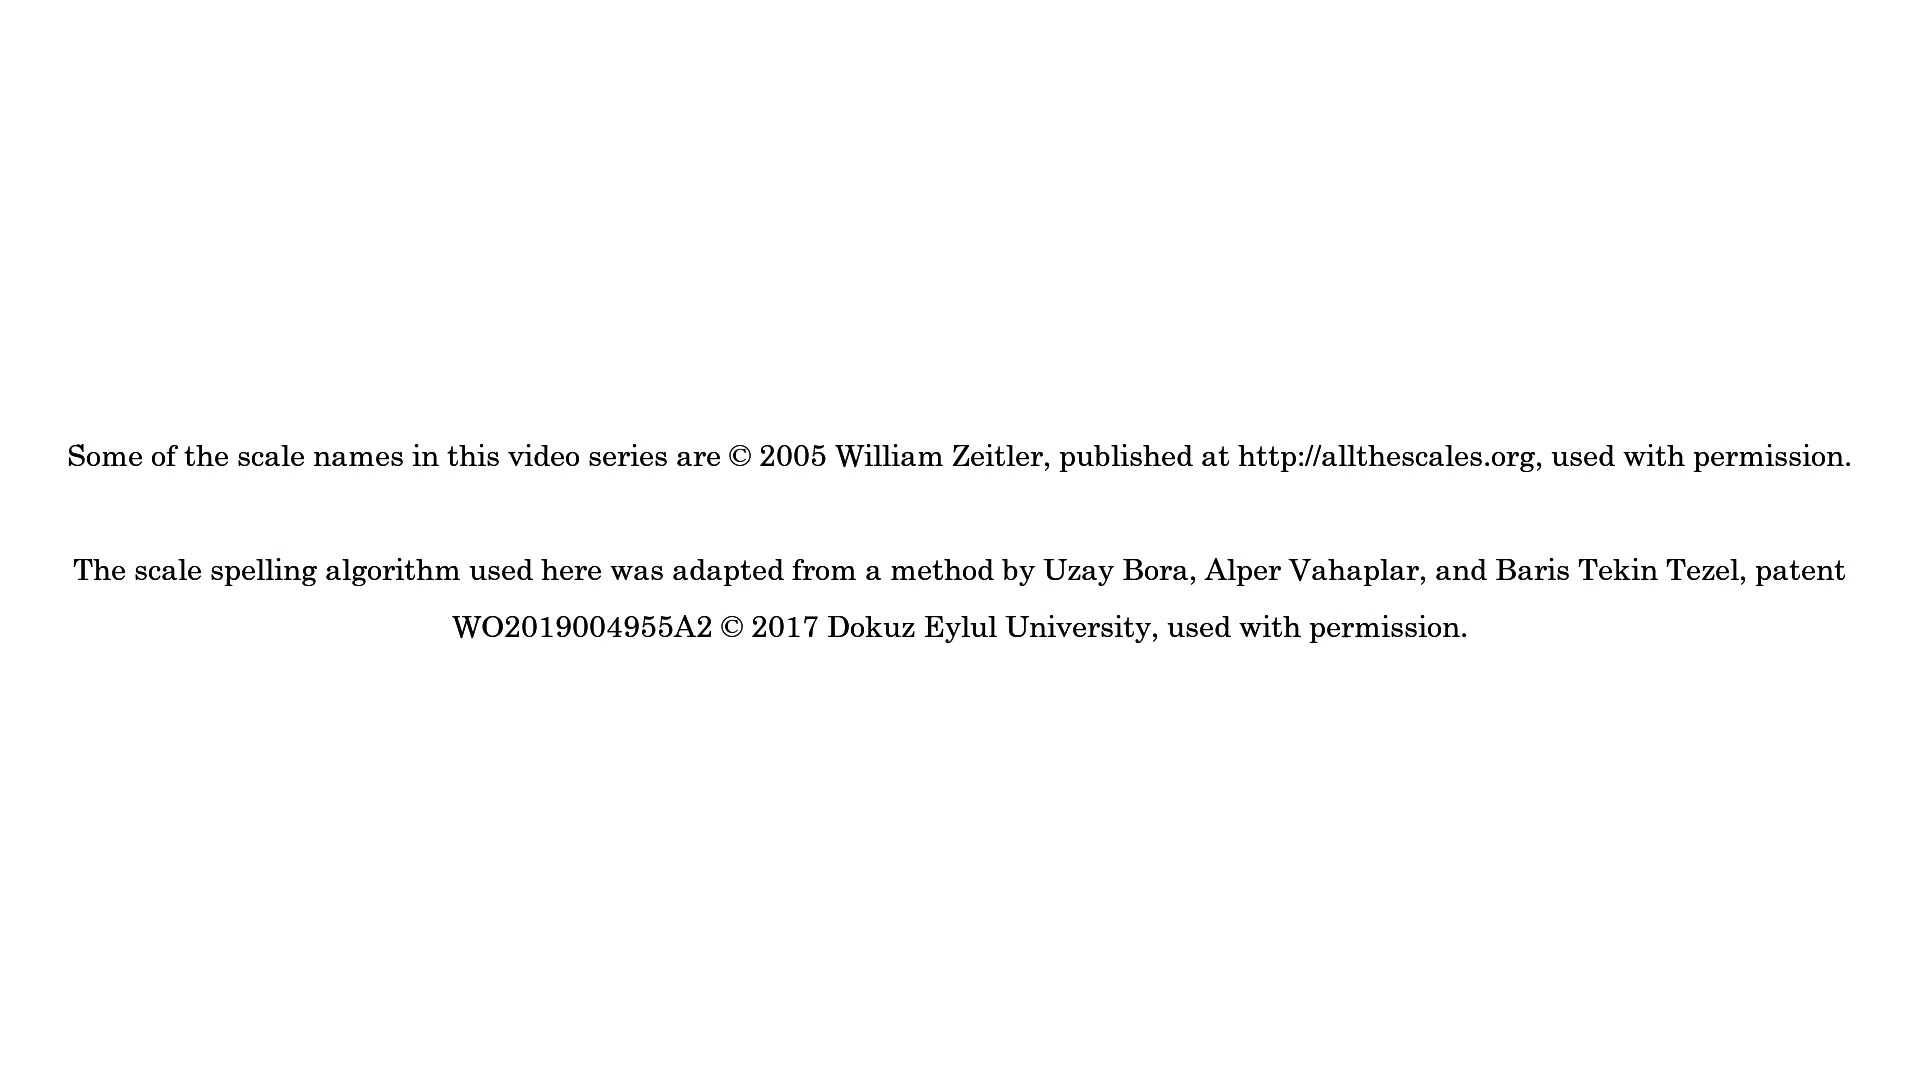 Some of the scale names in this video series are © 2005 William Zeitler, published at http://allthescales.org, used with permission.
The scale spelling algorithm used here was adapted from a method by Uzay Bora, Alper Vahaplar, and Baris Tekin Tezel, patent
WO2019004955A2 © 2017 Dokuz Eylul University, used with permission.